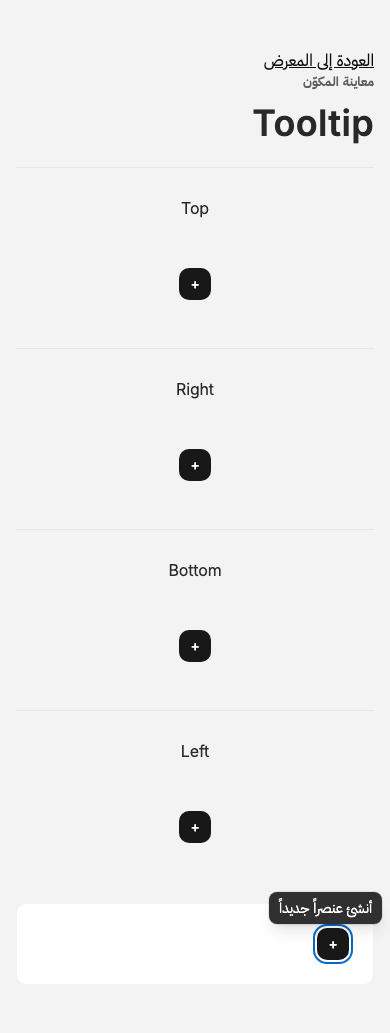 العودة إلى المعرض
معاينة المكوّن
Tooltip
Top
+
Right
+
Bottom
+
Left
+
أنشئ عنصراً جديداً
+